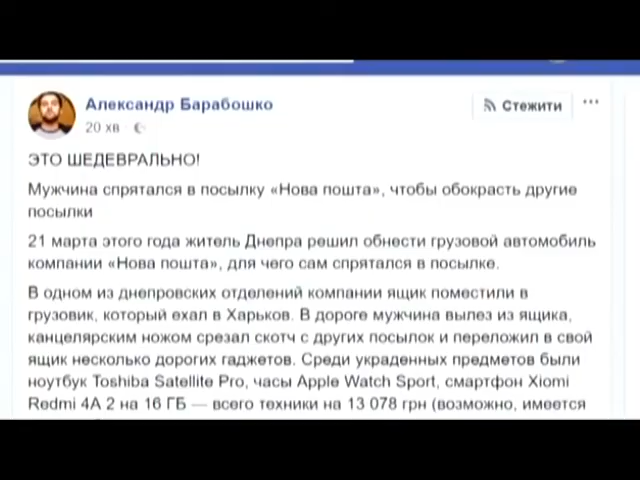 Александр Барабошко
Стежити
20 хв
ЭТО ШЕДЕВРАЛЬНО!
Мужчина спрятался в посылку «Нова пошта», чтобы обокрасть другие
посылки
21 марта этого года житель Днепра решил обнести грузовой автомобиль
компании «Нова пошта», для чего сам спрятался в посылке.
В одном из днепровских отделений компании ящик поместили в
грузовик, который ехал в Харьков. В дороге мужчина вылез из ящика,
канцелярским ножом срезал скотч с других посылок и переложил в свой
ящик несколько дорогих гаджетов. Среди украденных предметов были
ноутбук Toshiba Satellite Pro, часы Apple Watch Sport, смартфон Xiomi
Redmi 4A 2 на 16 ГБ — всего техники на 13 078 грн (возможно, имеется